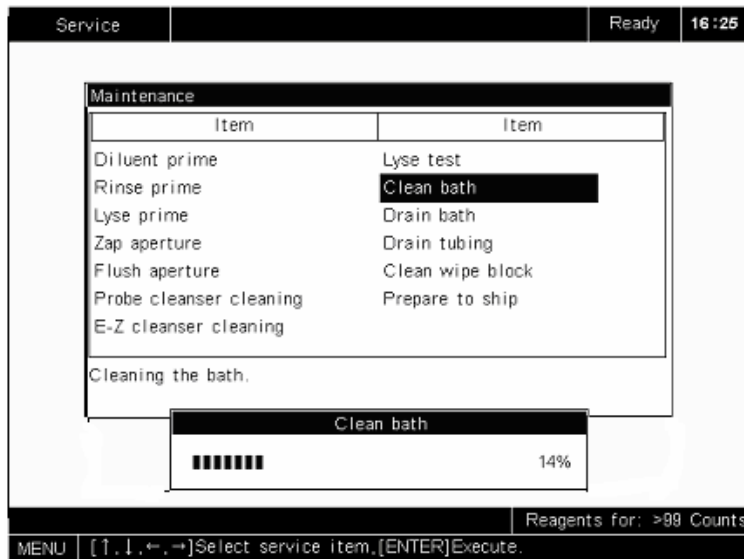 Service Ready 16:25
Maintenance
Item Item
Diluent prime Lyse test
Rinse prime Clean bath
Lyse prime Drain bath
Zap aperture Drain tubing
Flush aperture Clean wipe block
Probe cleanser cleaning Prepare to ship
E-Z cleanser cleaning
Cleaning the bath.
Clean bath
14%
Reagents for: >99 Counts
MENU [↑,↓,←,→]Select service item,[ENTER]Execute.